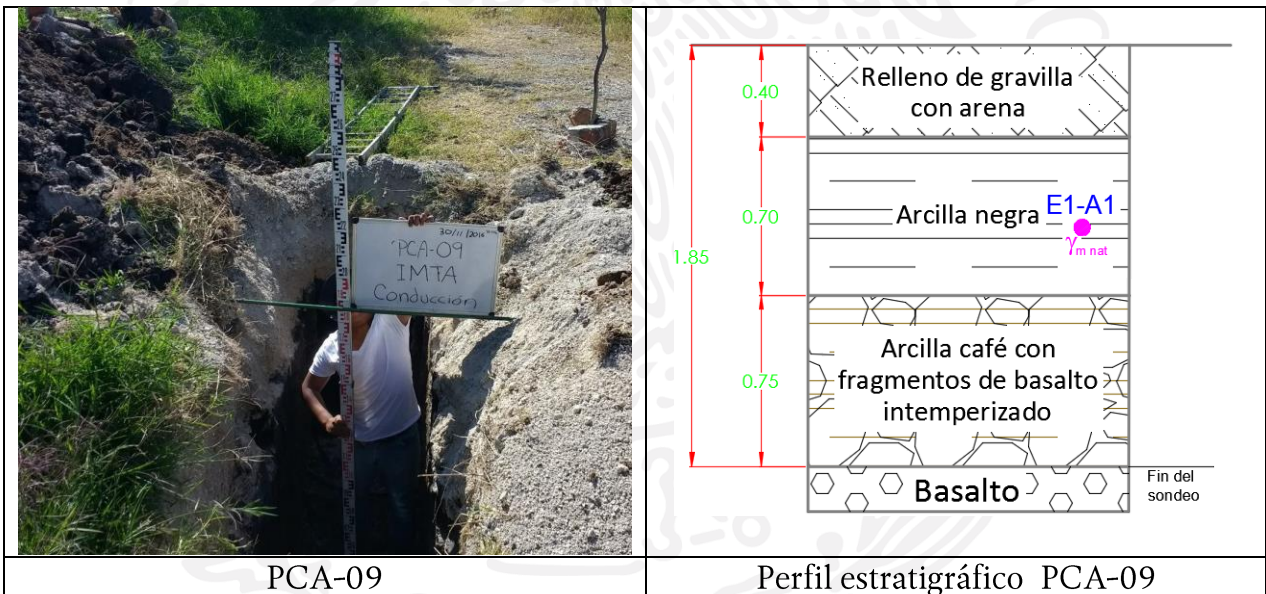 30/11/2016
PCA-09
IMTA
Conducción
Relleno de gravilla
con arena
0.40
Arcilla negra
E1-A1
γm nat
0.70
1.85
Arcilla café con
fragmentos de basalto
intemperizado
0.75
Basalto
Fin del
sondeo
PCA-09
Perfil estratigráfico PCA-09